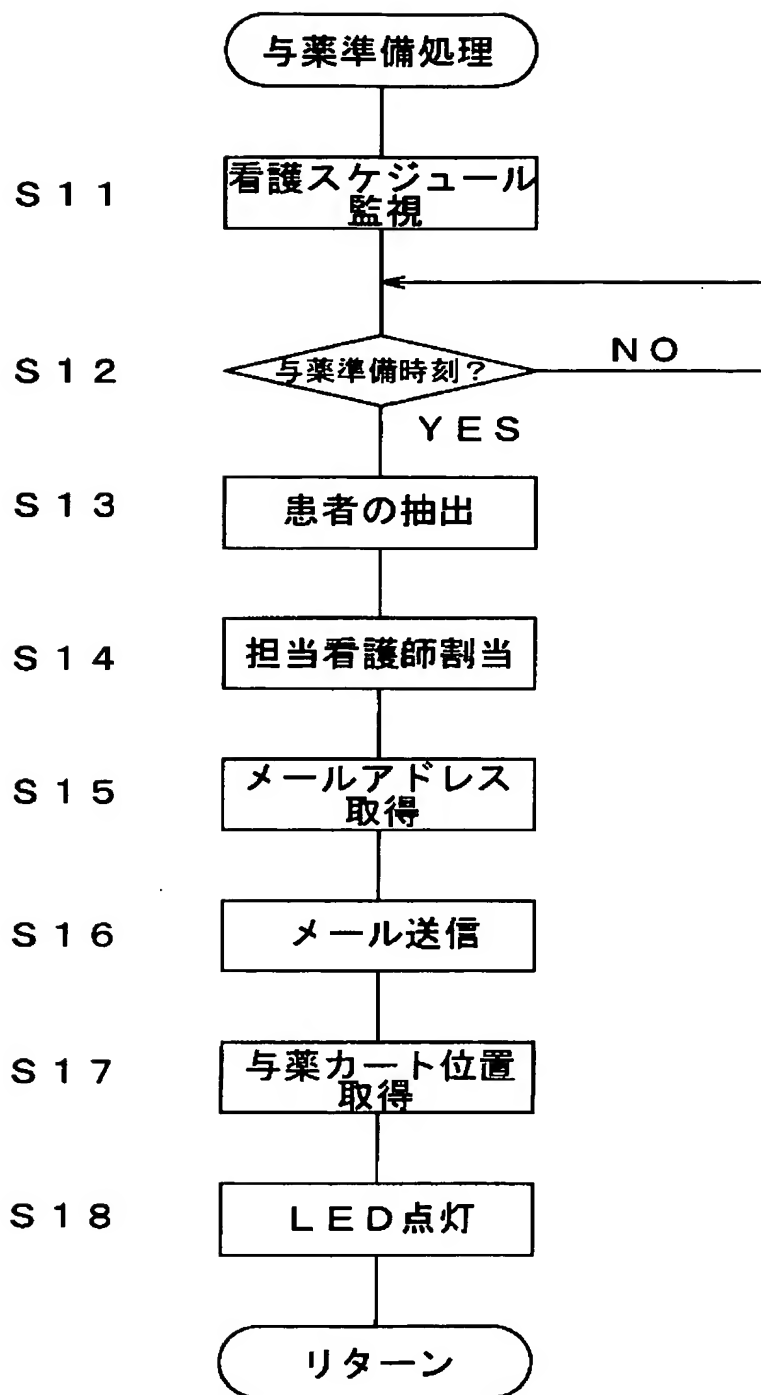 与薬準備処理
S11
看護スケジュール
監視
S12
与薬準備時刻?
NO
YES
S13
患者の抽出
S14
担当看護師割当
S15
メールアドレス
取得
S16
メール送信
S17
与薬カート位置
取得
S18
LED点灯
リターン